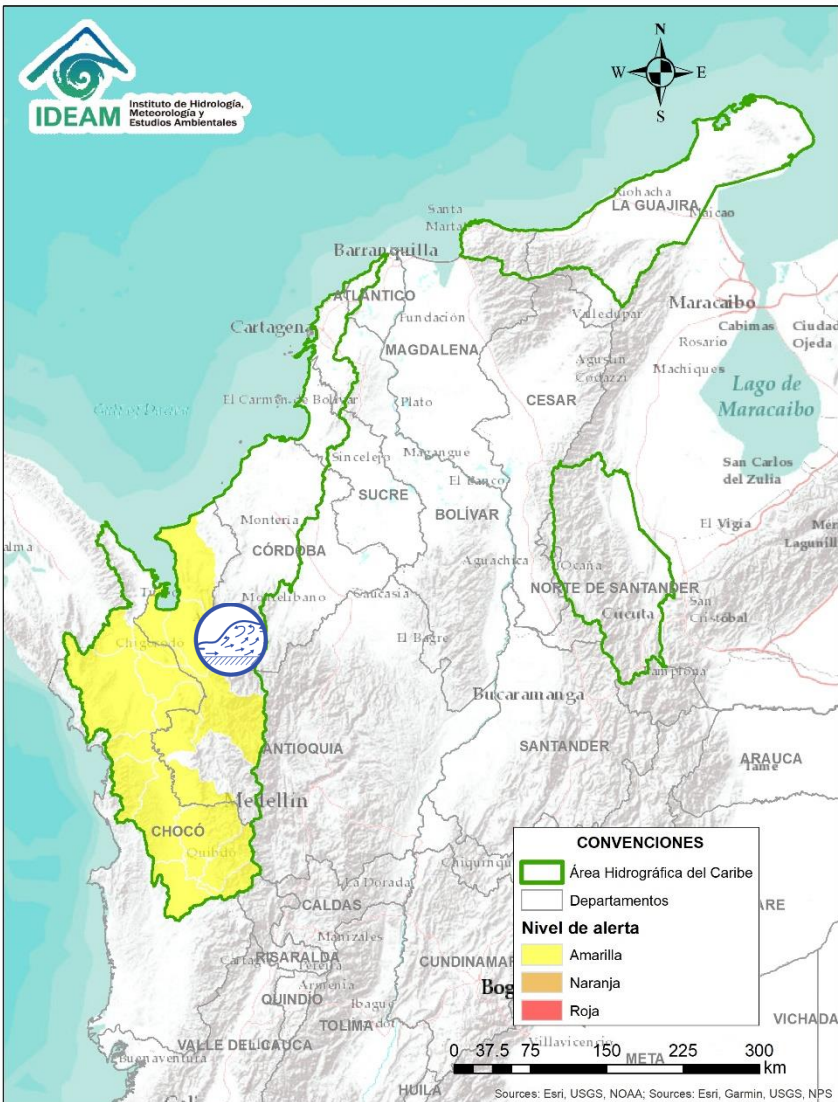 IDEAM
Instituto de Hidrología,
Meteorología y
Estudios Ambientales
N
W
E
S
Riohacha
LA GUAJIRA
Maicao
Santa
Marta
Barranquilla
ATLÁNTICO
Maracaibo
Fundación
Valledupar
Cabimas
Ciudad
Ojeda
Cartagena
Rosario
MAGDALENA
Agustín
Codazzi
Machiques
Lago de
Maracaibo
El Carmen de Bolívar
Plato
CESAR
Sincelejo
Magangué
San Carlos
del Zulia
SUCRE
El Banco
Montería
BOLÍVAR
El Vigía
CÓRDOBA
Aguachica
Ocaña
Montelibano
Caucasia
NORTE DE SANTANDER
San
Cristóbal
Cúcuta
Chigorodó
El Bagre
Pamplona
Bucaramanga
ANTIOQUIA
SANTANDER
ARAUCA
Tame
Medellín
CHOCÓ
Quibdó
La Dorada
CALDAS
Manizales
RISARALDA
Pereira
Armenia
QUINDÍO
Ibagué
TOLIMA
VALLE DEL CAUCA
Buenaventura
HUILA
Villavicencio
META
VICHADA
CONVENCIONES
Área Hidrográfica del Caribe
Departamentos
Nivel de alerta
Amarilla
Naranja
Roja
0 37.5 75 150 225 300
km
Sources: Esri, USGS, NOAA; Sources: Esri, Garmin, USGS, NPS